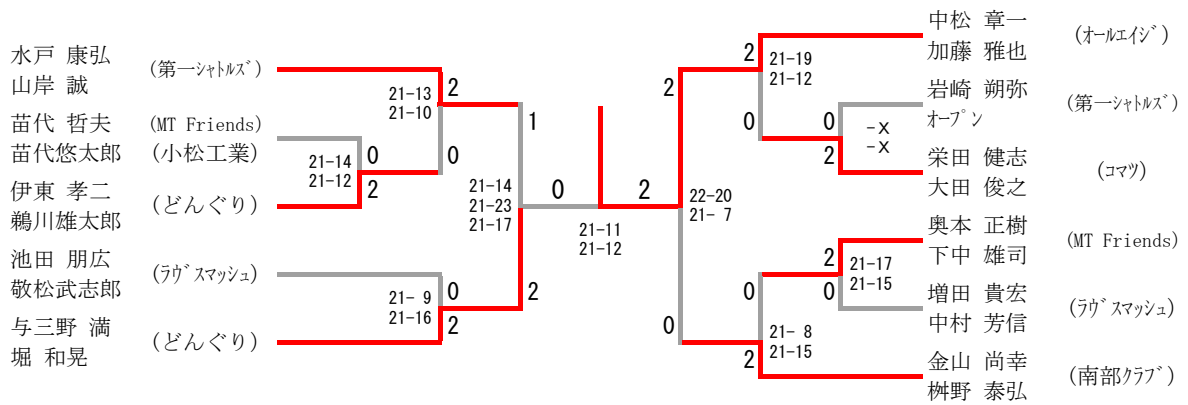 水戸 康弘
山岸 誠
(第一シャトルズ)
苗代 哲夫
苗代悠太郎
(MT Friends)
(小松工業)
伊東 孝二
鵜川雄太郎
(どんぐり)
池田 朋広
敬松武志郎
(ラヴスマッシュ)
与三野 満
堀 和晃
(どんぐり)
21-13
21-10
2
0
21-14
21-12
0
2
21- 9
21-16
0
2
1
21-14
21-23
21-17
2
0
2
21-11
21-12
2
22-20
21- 7
0
2
21-19
21-12
0
0
-X
-X
2
2
21-17
21-15
0
0
21- 8
21-15
2
中松 章一
加藤 雅也
(オールエイジ)
岩崎 朔弥
オープン
(第一シャトルズ)
栄田 健志
大田 俊之
(コマツ)
奥本 正樹
下中 雄司
(MT Friends)
増田 貴宏
中村 芳信
(ラヴスマッシュ)
金山 尚幸
桝野 泰弘
(南部クラブ)